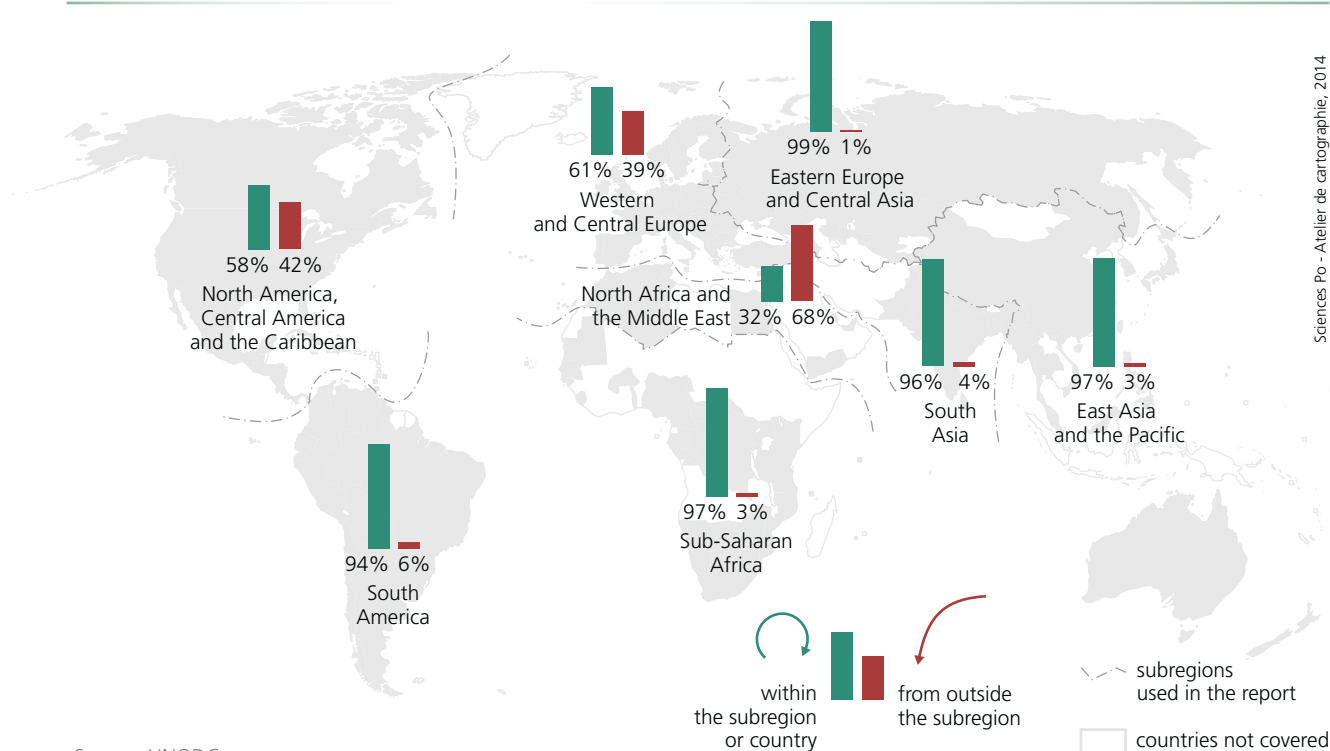 99% 1%
Eastern Europe
and Central Asia
61% 39%
Western
and Central Europe
58% 42%
North America,
Central America
and the Caribbean
North Africa and
the Middle East 32% 68%
96% 4%
South
Asia
97% 3%
East Asia
and the Pacific
97% 3%
Sub-Saharan
Africa
94% 6%
South
America
within
the subregion
or country
from outside
the subregion
subregions
used in the report
countries not covered
Sciences Po - Atelier de cartographie, 2014